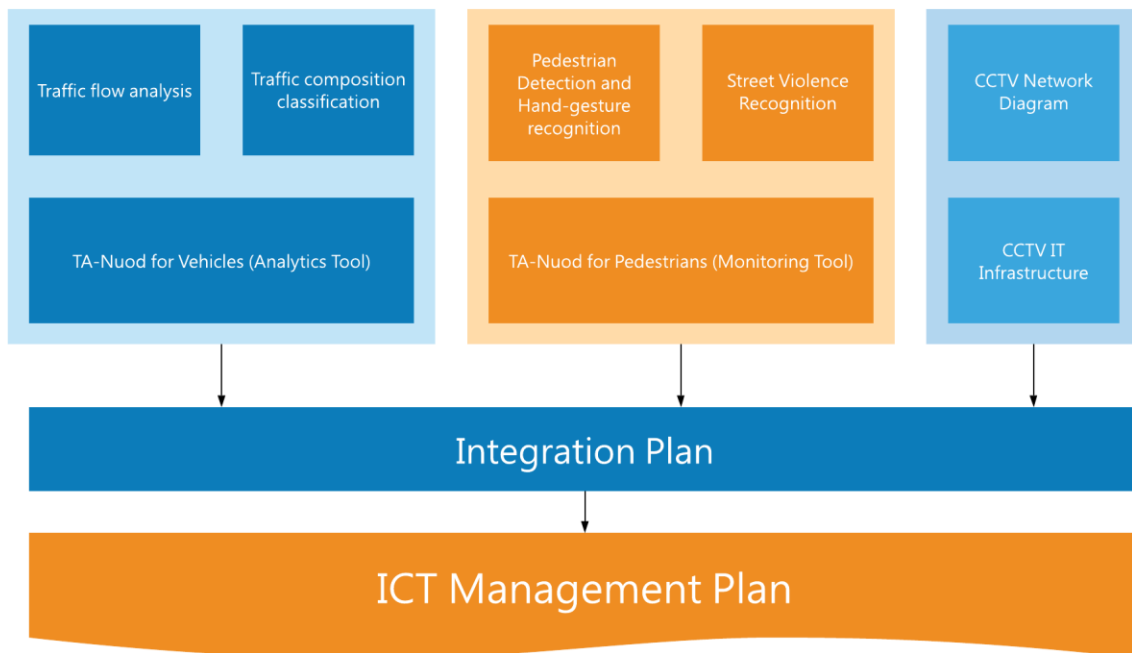 Traffic flow analysis
Traffic composition
classification
TA-Nuod for Vehicles (Analytics Tool)
Pedestrian
Detection and
Hand-gesture
recognition
Street Violence
Recognition
TA-Nuod for Pedestrians (Monitoring Tool)
CCTV Network
Diagram
CCTV IT
Infrastructure
Integration Plan
ICT Management Plan